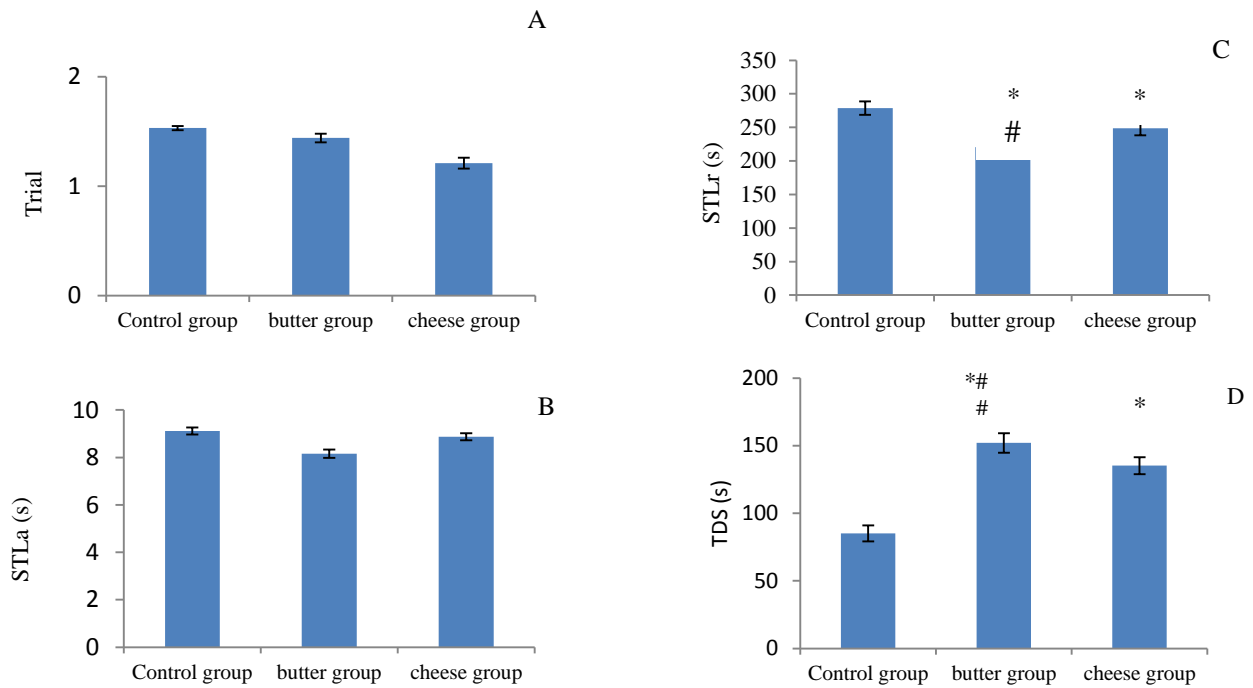 A
2
1
0
Trial
Control group butter group cheese group
B
10
8
6
4
2
0
STLa (s)
Control group butter group cheese group
C
350
300
250
200
150
100
50
0
STLr (s)
*
#
*
Control group butter group cheese group
D
200
150
100
50
0
TDS (s)
*#
#
*
Control group butter group cheese group